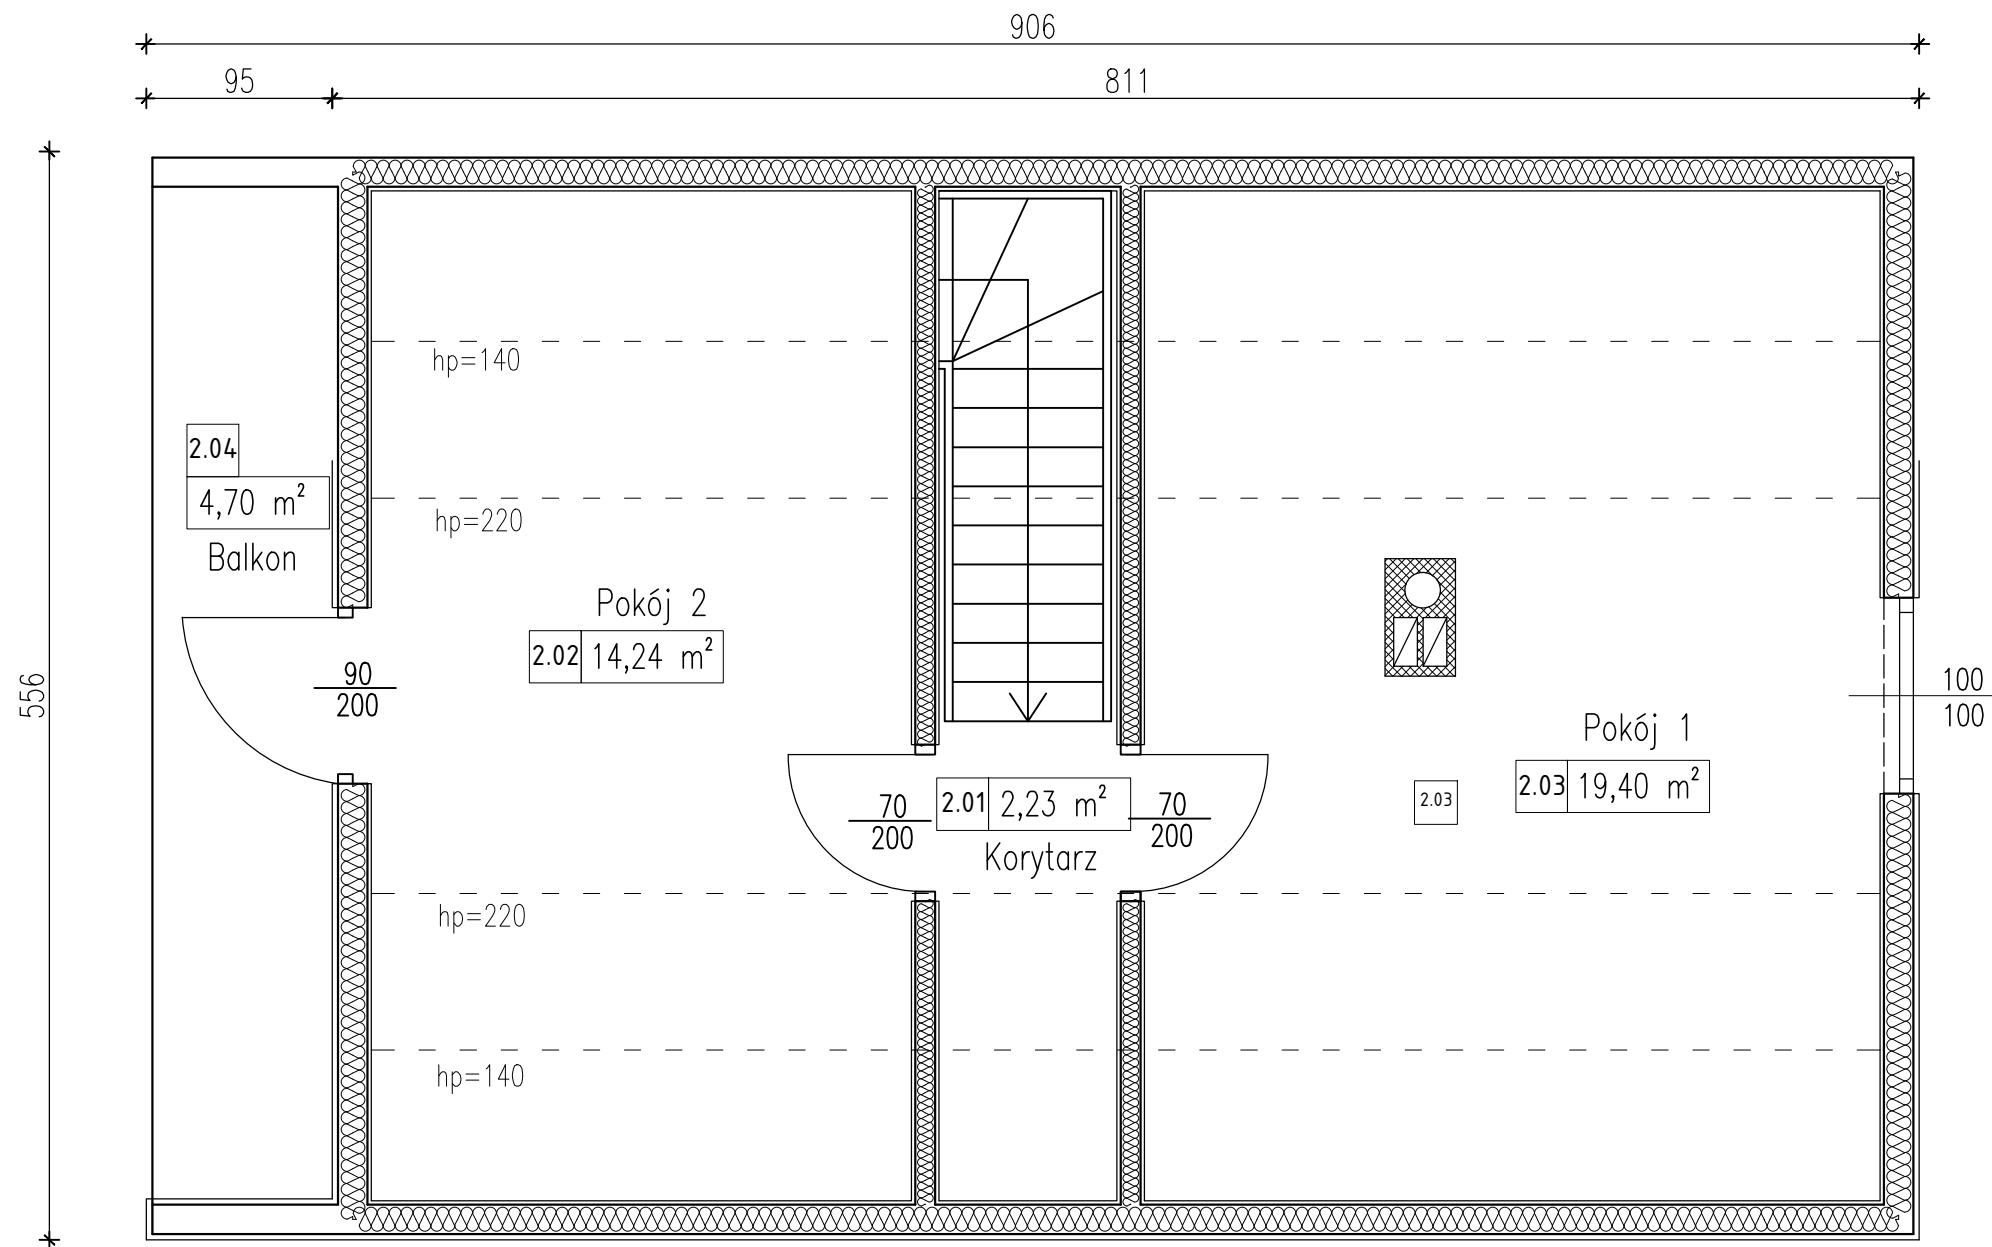 906
95
811
556
hp=140
2.04
4,70 m²
Balkon
hp=220
Pokój 2
2.02 14,24 m²
90
200
100
100
Pokój 1
2.03 19,40 m²
2.03
70
200
2.01 2,23 m²
Korytarz
70
200
hp=220
hp=140